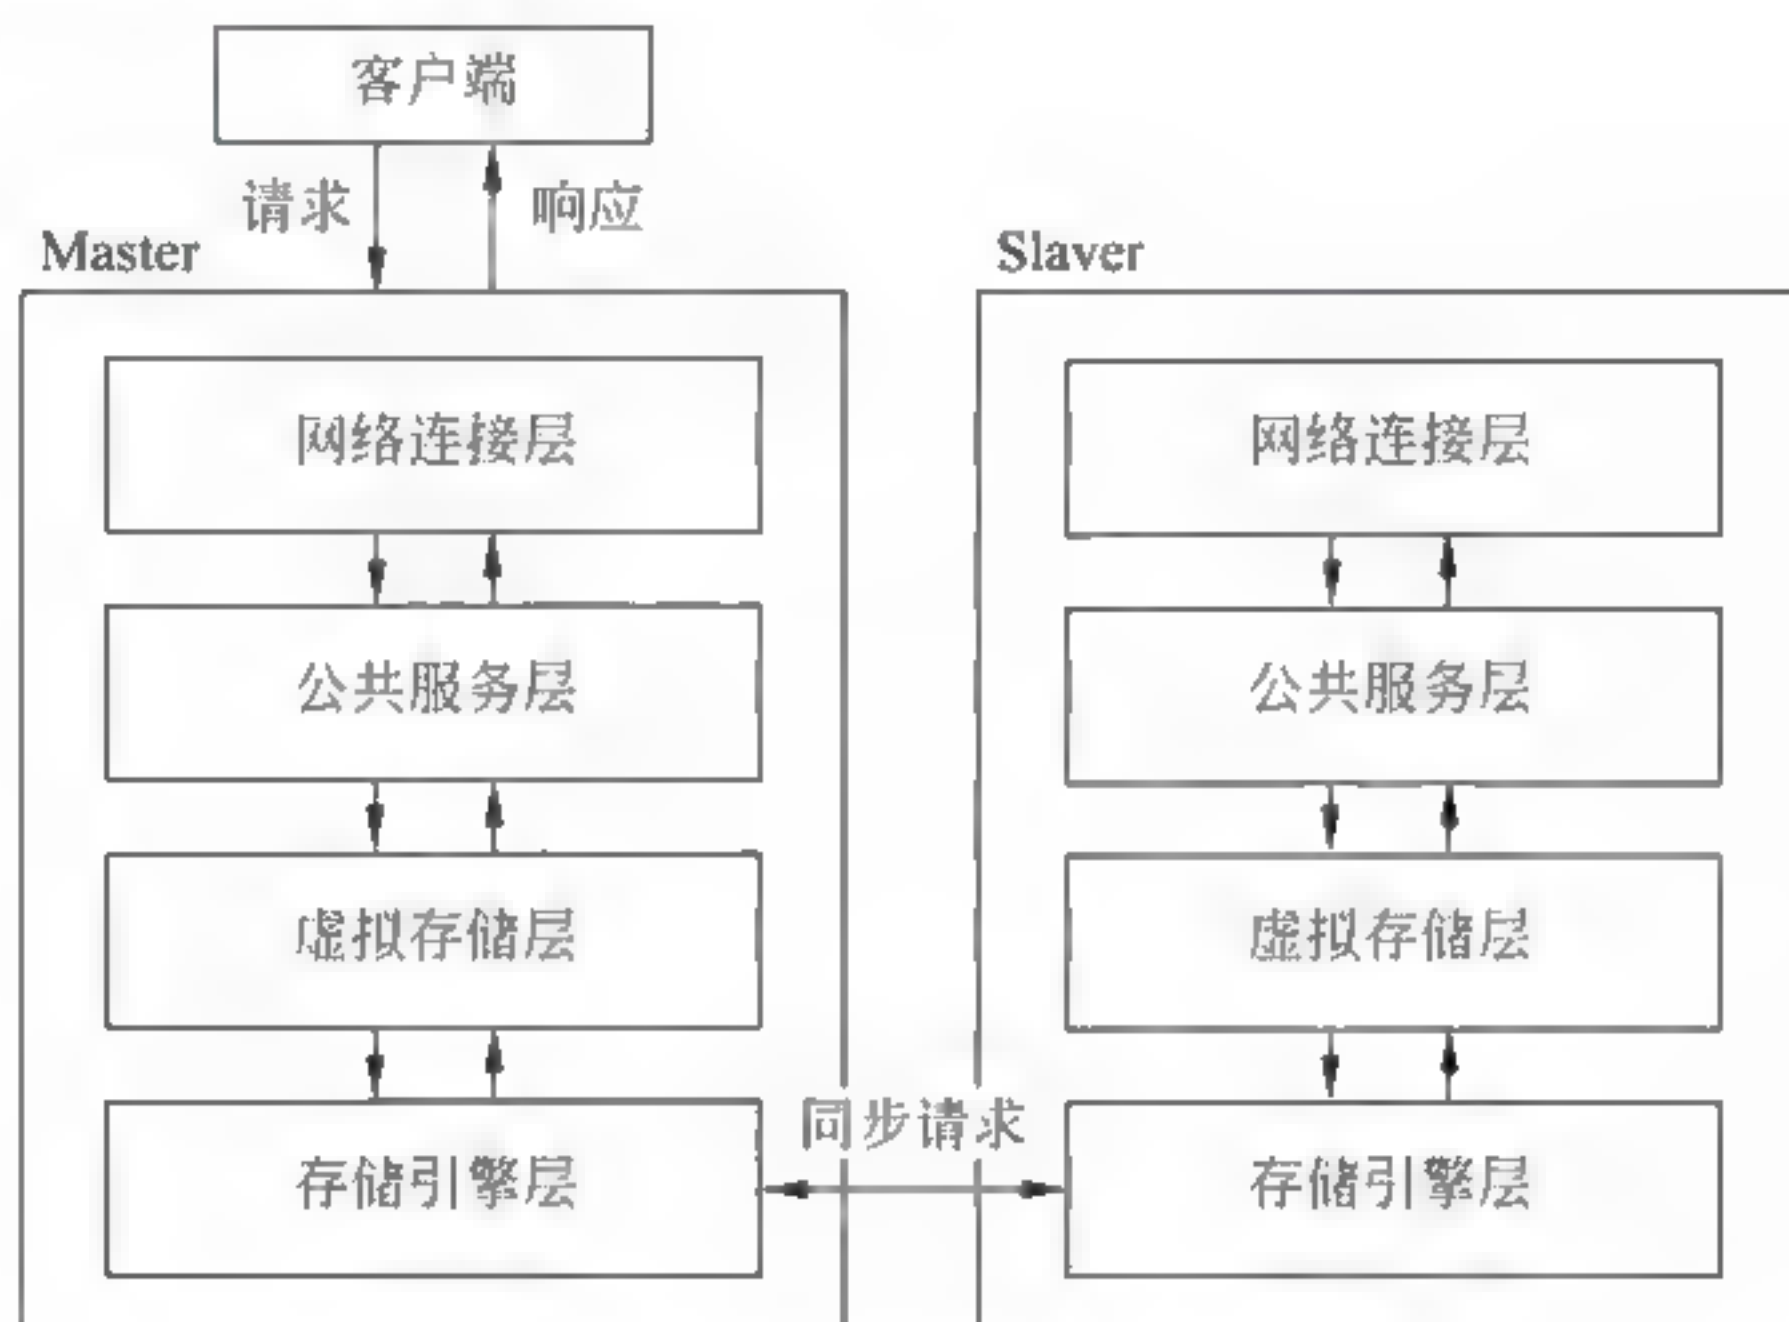 客户端
请求
响应
Master
网络连接层
公共服务层
虚拟存储层
存储引擎层
同步请求
Slaver
网络连接层
公共服务层
虚拟存储层
存储引擎层